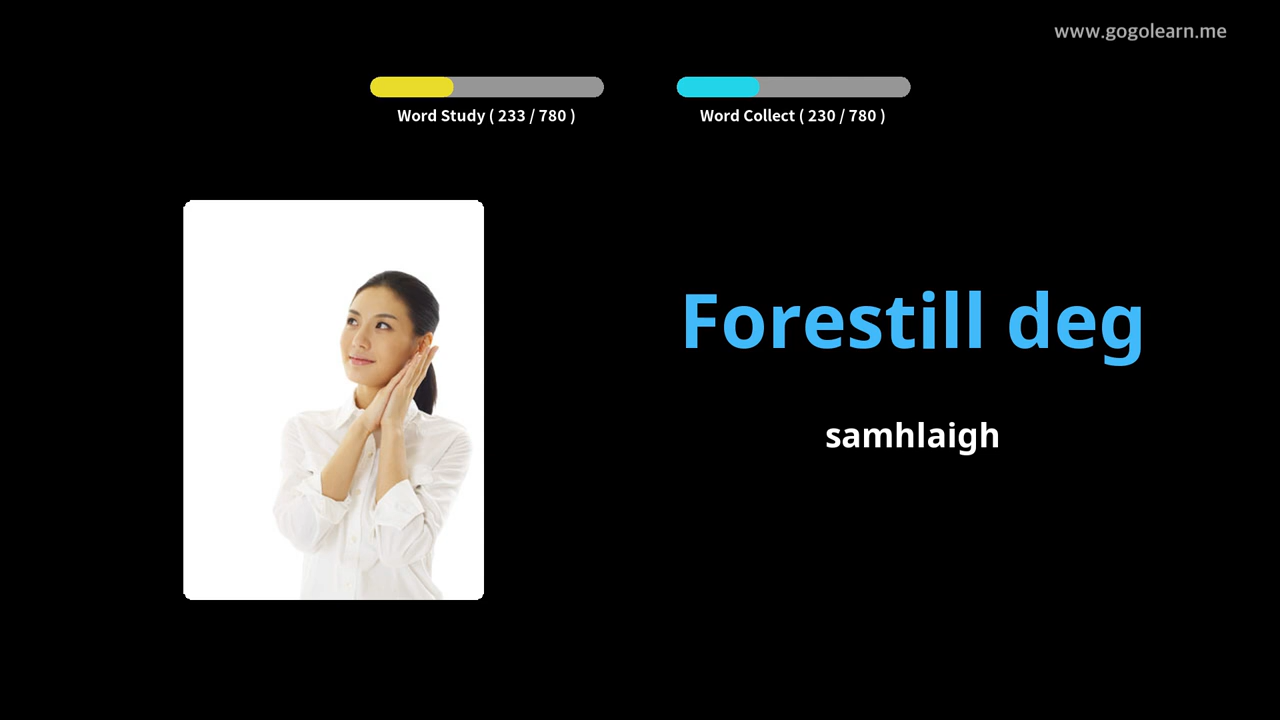 www.gogolearn.me
Word Study ( 233 / 780 )
Word Collect ( 230 / 780 )
Forestill deg
samhlaigh